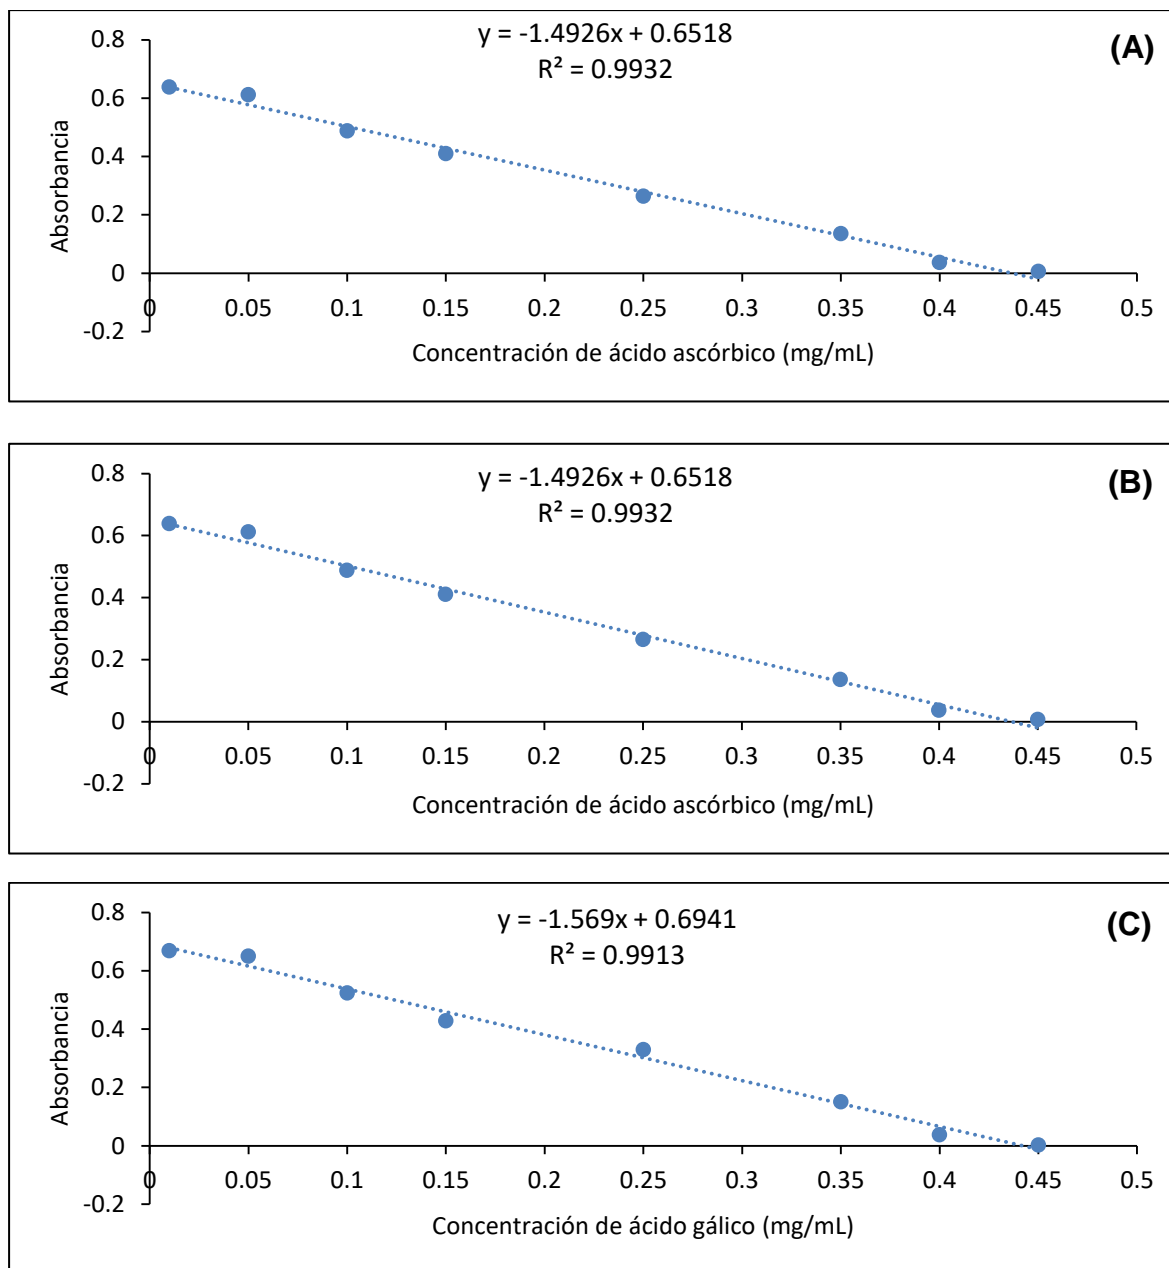 y = -1.4926x + 0.6518
R² = 0.9932
(A)
0.8
0.6
0.4
0.2
0
-0.2
Absorbancia
0 0.05 0.1 0.15 0.2 0.25 0.3 0.35 0.4 0.45 0.5
Concentración de ácido ascórbico (mg/mL)
y = -1.4926x + 0.6518
R² = 0.9932
(B)
0.8
0.6
0.4
0.2
0
-0.2
Absorbancia
0 0.05 0.1 0.15 0.2 0.25 0.3 0.35 0.4 0.45 0.5
Concentración de ácido ascórbico (mg/mL)
y = -1.569x + 0.6941
R² = 0.9913
(C)
0.8
0.6
0.4
0.2
0
-0.2
Absorbancia
0 0.05 0.1 0.15 0.2 0.25 0.3 0.35 0.4 0.45 0.5
Concentración de ácido gálico (mg/mL)